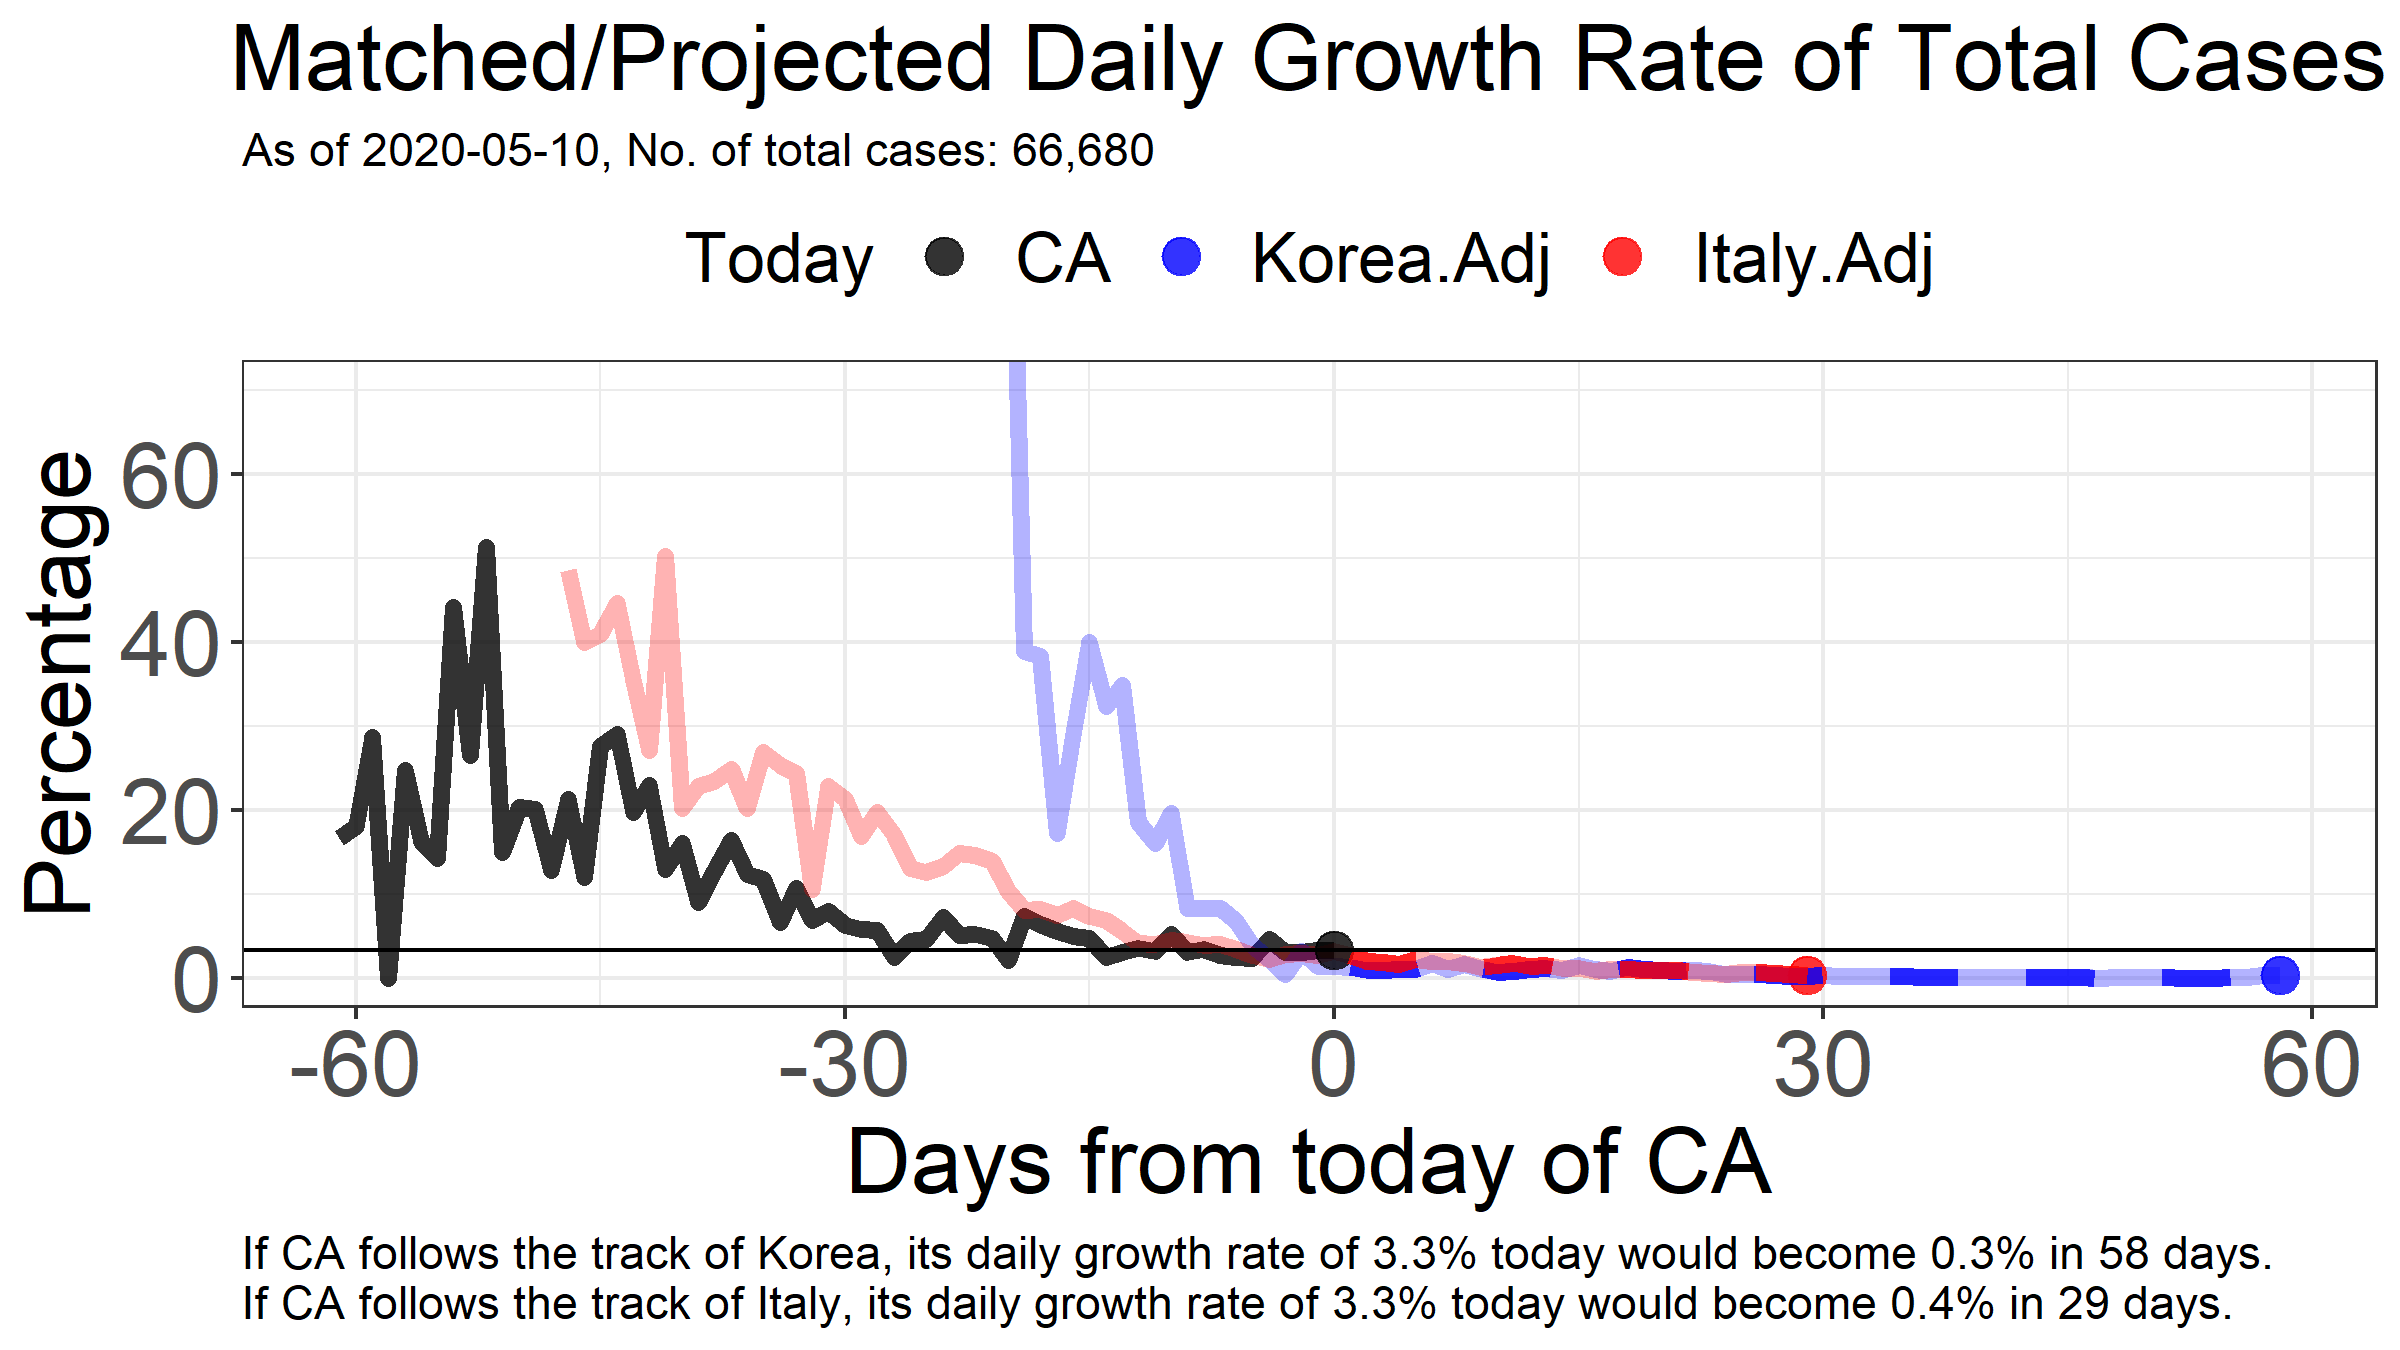 Matched/Projected Daily Growth Rate of Total Cases
As of 2020-05-10, No. of total cases: 66,680
Today CA Korea.Adj Italy.Adj
Percentage
60
40
20
0
-60 -30 0 30 60
Days from today of CA
If CA follows the track of Korea, its daily growth rate of 3.3% today would become 0.3% in 58 days.
If CA follows the track of Italy, its daily growth rate of 3.3% today would become 0.4% in 29 days.